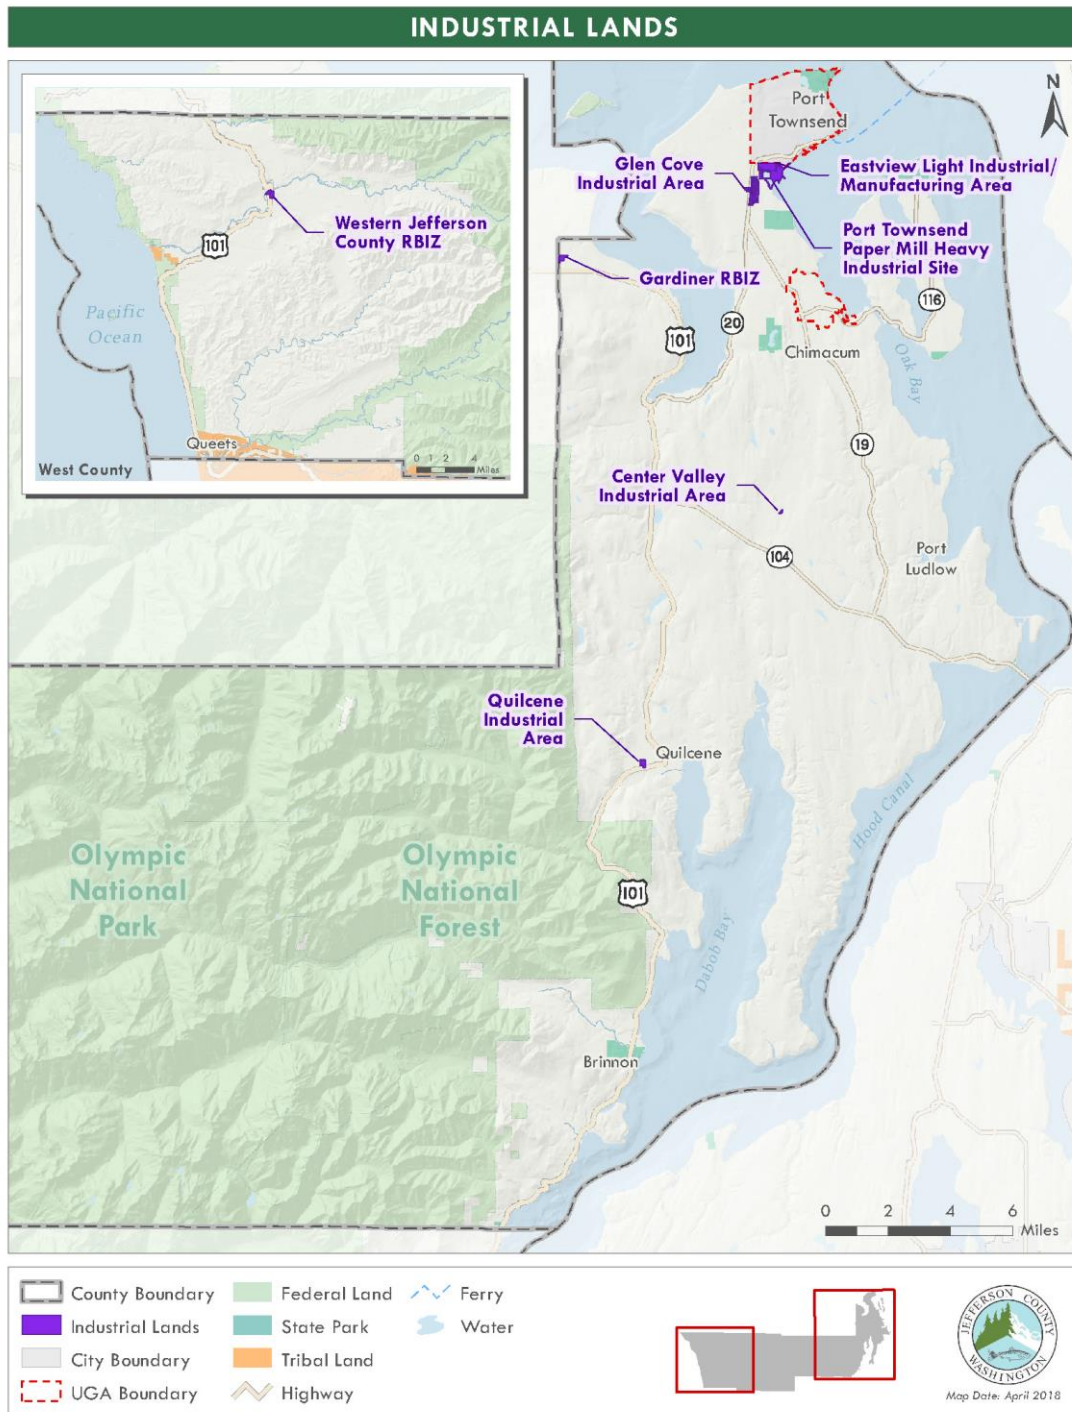 INDUSTRIAL LANDS
N
Port
Townsend
Glen Cove
Industrial Area
Eastview Light Industrial/
Manufacturing Area
Port Townsend
Paper Mill Heavy
Industrial Site
Western Jefferson
County RBIZ
101
Pacific
Ocean
Queets
West County
0 1 2 4
Miles
Gardiner RBIZ
101
20
116
Chimacum
Oak Bay
19
Center Valley
Industrial Area
104
Port
Ludlow
Quilcene
Industrial
Area
Quilcene
Hood Canal
Olympic
National
Park
Olympic
National
Forest
101
Dabob Bay
Brinnon
0 2 4 6
Miles
County Boundary
Industrial Lands
City Boundary
UGA Boundary
Federal Land
State Park
Tribal Land
Highway
Ferry
Water
JEFFERSON COUNTY
WASHINGTON
Map Date: April 2018